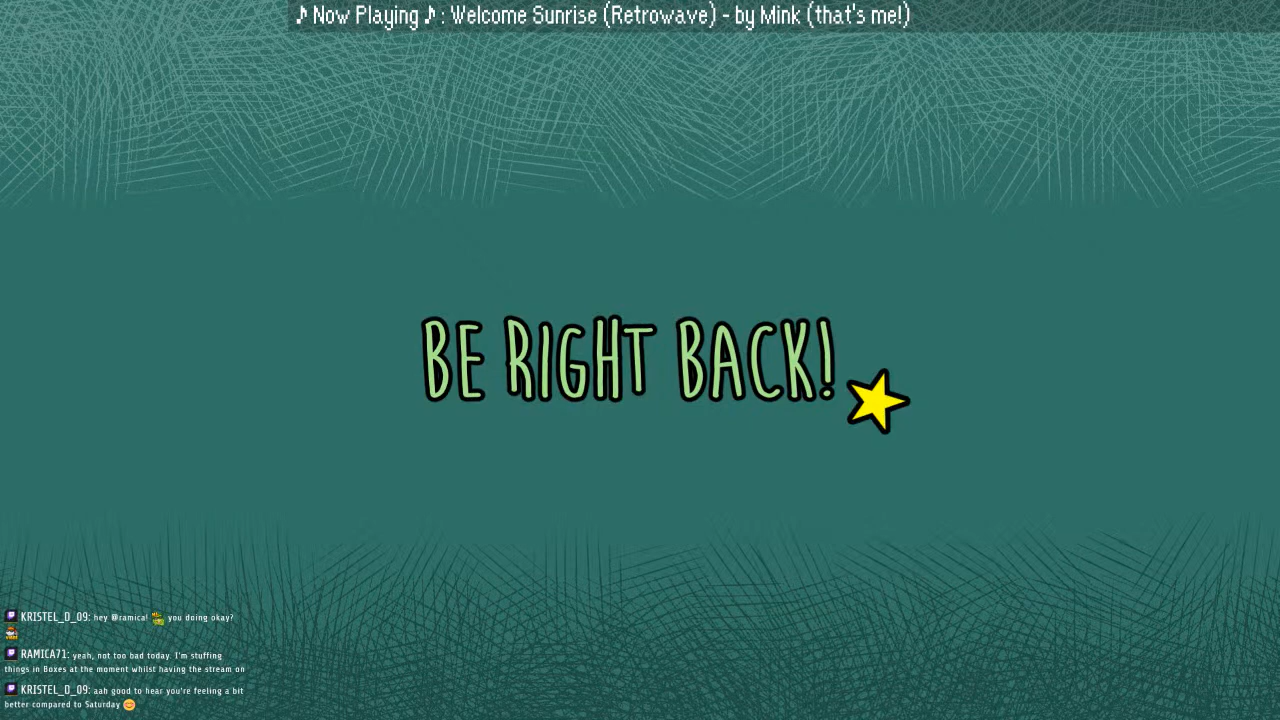 ♪ Now Playing ♪ : Welcome Sunrise (Retrowave) - by Mink (that's me!)
BE RIGHT BACK!
KRISTEL_D_09: hey @ramica! you doing okay?
RAMICA71: yeah, not too bad today. I'm stuffing
things in Boxes at the moment whilst having the stream on
KRISTEL_D_09: aah good to hear you're feeling a bit
better compared to Saturday